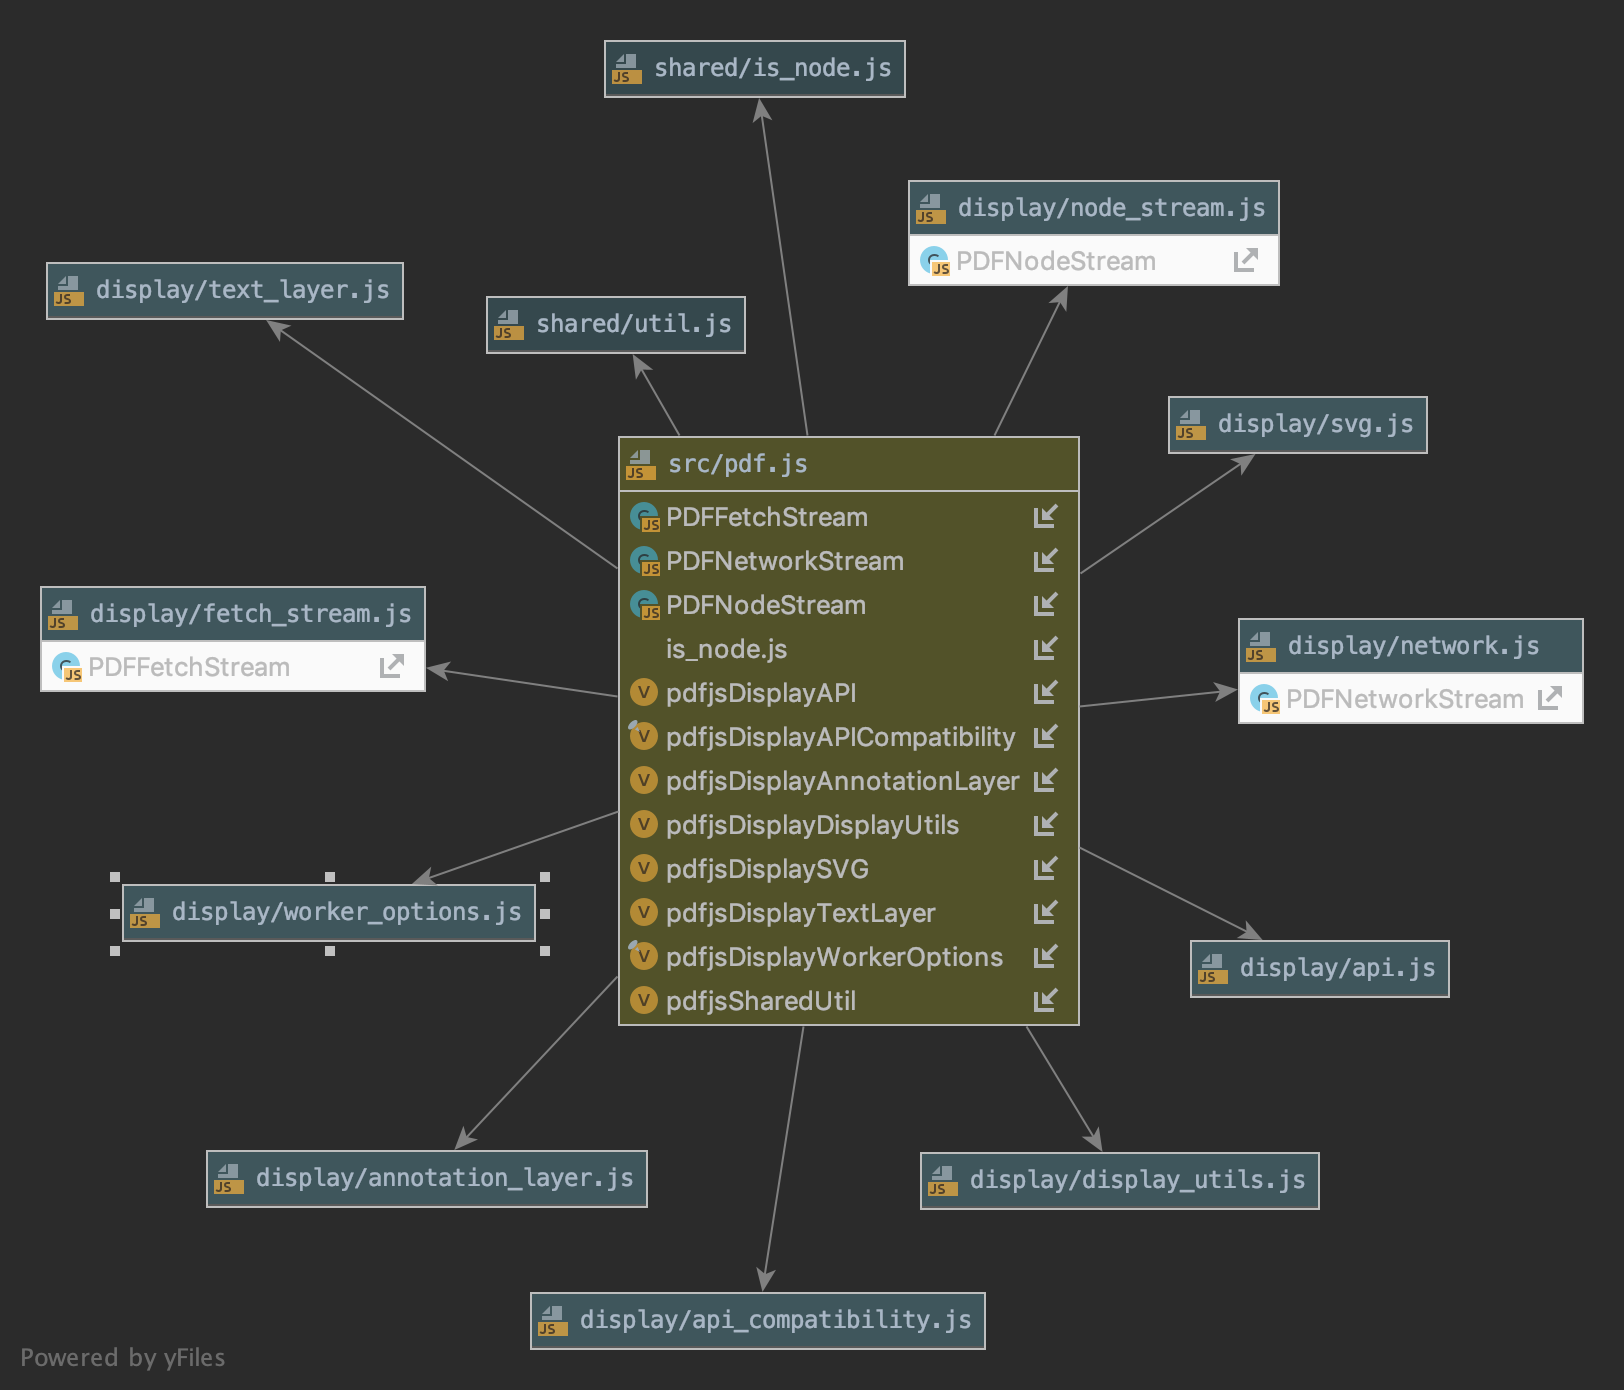 shared/is_node.js
display/node_stream.js
PDFNodeStream
display/text_layer.js
shared/util.js
display/svg.js
src/pdf.js
PDFFetchStream
PDFNetworkStream
PDFNodeStream
is_node.js
pdfjsDisplayAPI
pdfjsDisplayAPICompatibility
pdfjsDisplayAnnotationLayer
pdfjsDisplayDisplayUtils
pdfjsDisplaySVG
pdfjsDisplayTextLayer
pdfjsDisplayWorkerOptions
pdfjsSharedUtil
display/fetch_stream.js
PDFFetchStream
display/network.js
PDFNetworkStream
display/worker_options.js
display/api.js
display/annotation_layer.js
display/display_utils.js
display/api_compatibility.js
Powered by yFiles